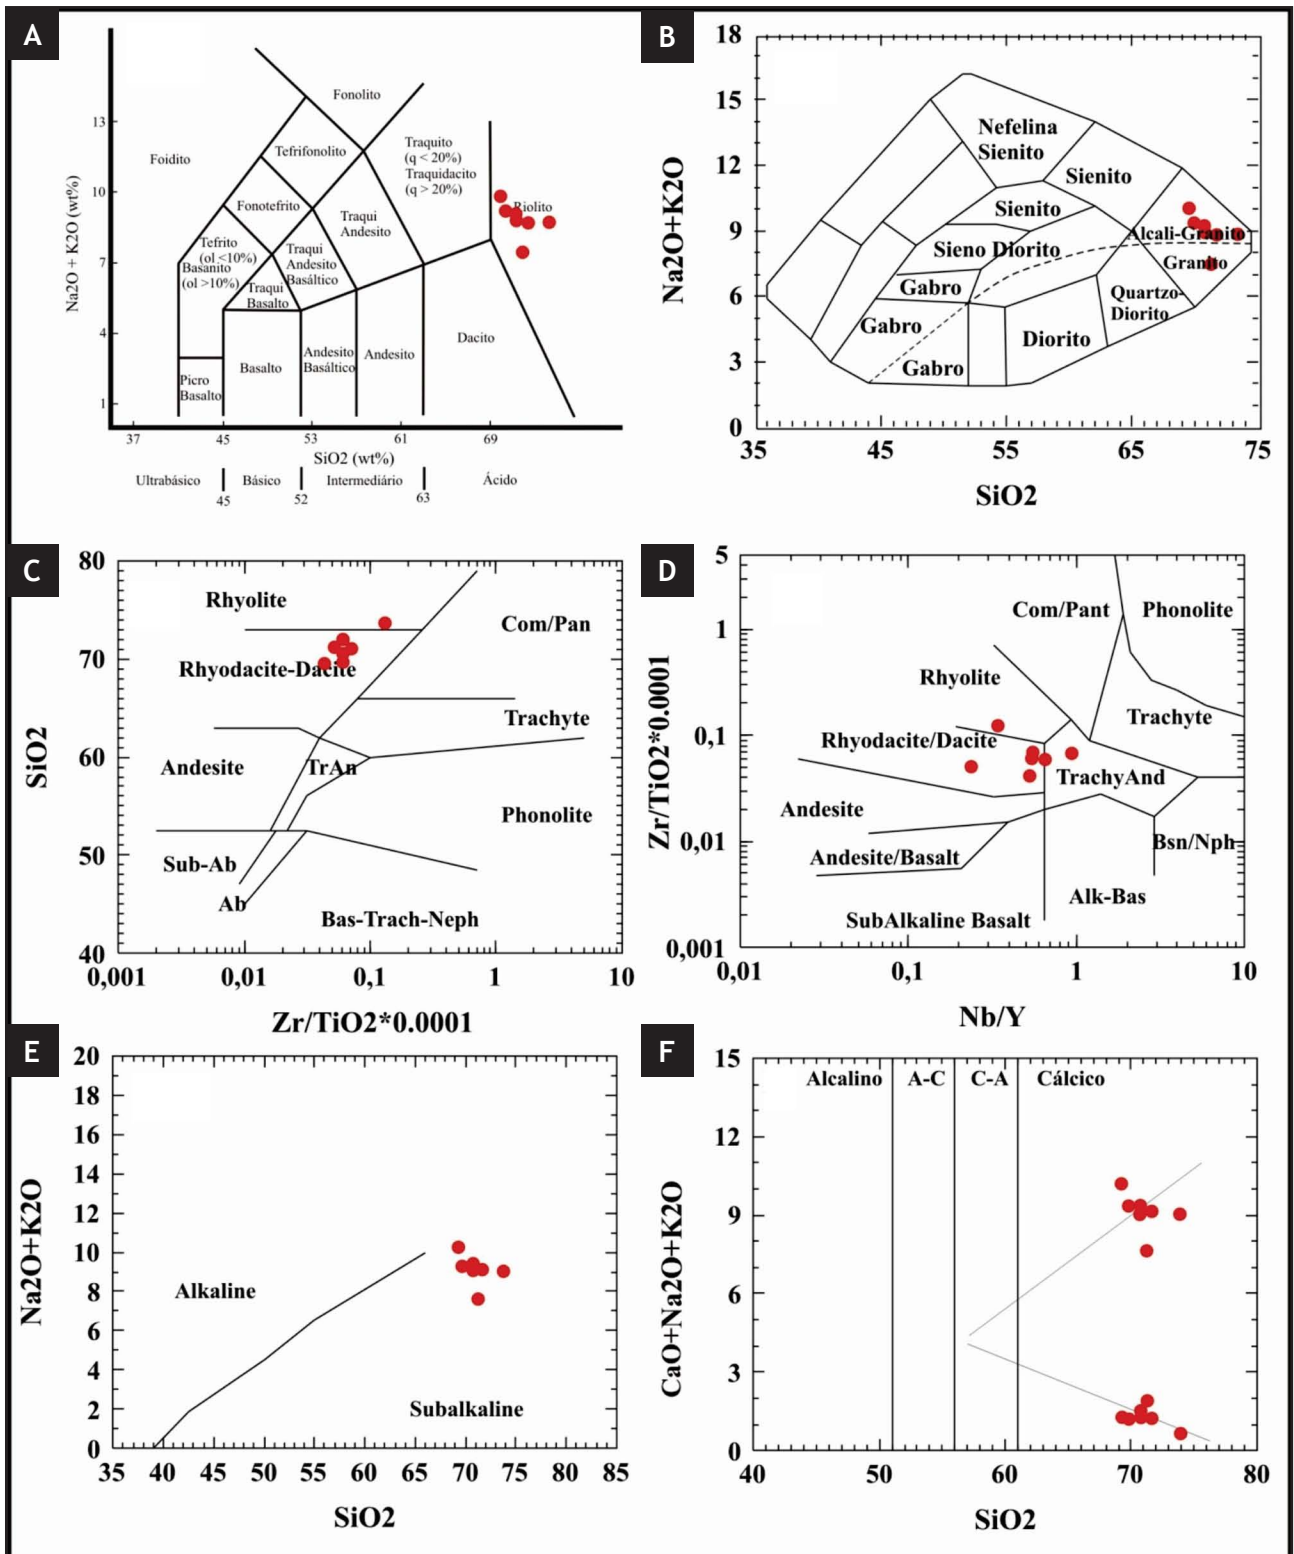 A
Fonolito
13
Foidito
Tefrifonolito
Traquito
(q < 20%)
Traquidacito
(q > 20%)
10
Riolito
Fonotefrito
Traqui
Andesito
Na2O + K2O (wt%)
Tefrito
(ol <10%)
Basanito
(ol >10%)
Traqui
Andesito
Basáltico
7
Traqui
Basalto
4
Basalto
Andesito
Basáltico
Andesito
Dacito
Picro
Basalto
1
37 45 53 61 69
SiO2 (wt%)
Ultrabásico Básico Intermediário Ácido
45 52 63
B
18
15
12
9
6
3
0
Na2O+K2O
Nefelina
Sienito
Sienito
Sienito
Sieno Diorito
Alcali-Granito
Granito
Gabro
Quartzo-
Diorito
Gabro
Diorito
Gabro
35 45 55 65 75
SiO2
C
80
70
60
50
40
SiO2
Rhyolite
Com/Pan
Rhyodacite-Dacite
Trachyte
Andesite
TrAn
Phonolite
Sub-Ab
Ab
Bas-Trach-Neph
0,001 0,01 0,1 1 10
Zr/TiO2*0.0001
D
5
1
0,1
0,01
0,001
Zr/TiO2*0.0001
Com/Pant
Phonolite
Rhyolite
Trachyte
Rhyodacite/Dacite
TrachyAnd
Andesite
Bsn/Nph
Andesite/Basalt
Alk-Bas
SubAlkaline Basalt
0,01 0,1 1 10
Nb/Y
E
20
18
16
14
12
10
8
6
4
2
0
Na2O+K2O
Alkaline
Subalkaline
35 40 45 50 55 60 65 70 75 80 85
SiO2
F
15
12
9
6
3
0
CaO+Na2O+K2O
Alcalino A-C C-A Cálcico
40 50 60 70 80
SiO2